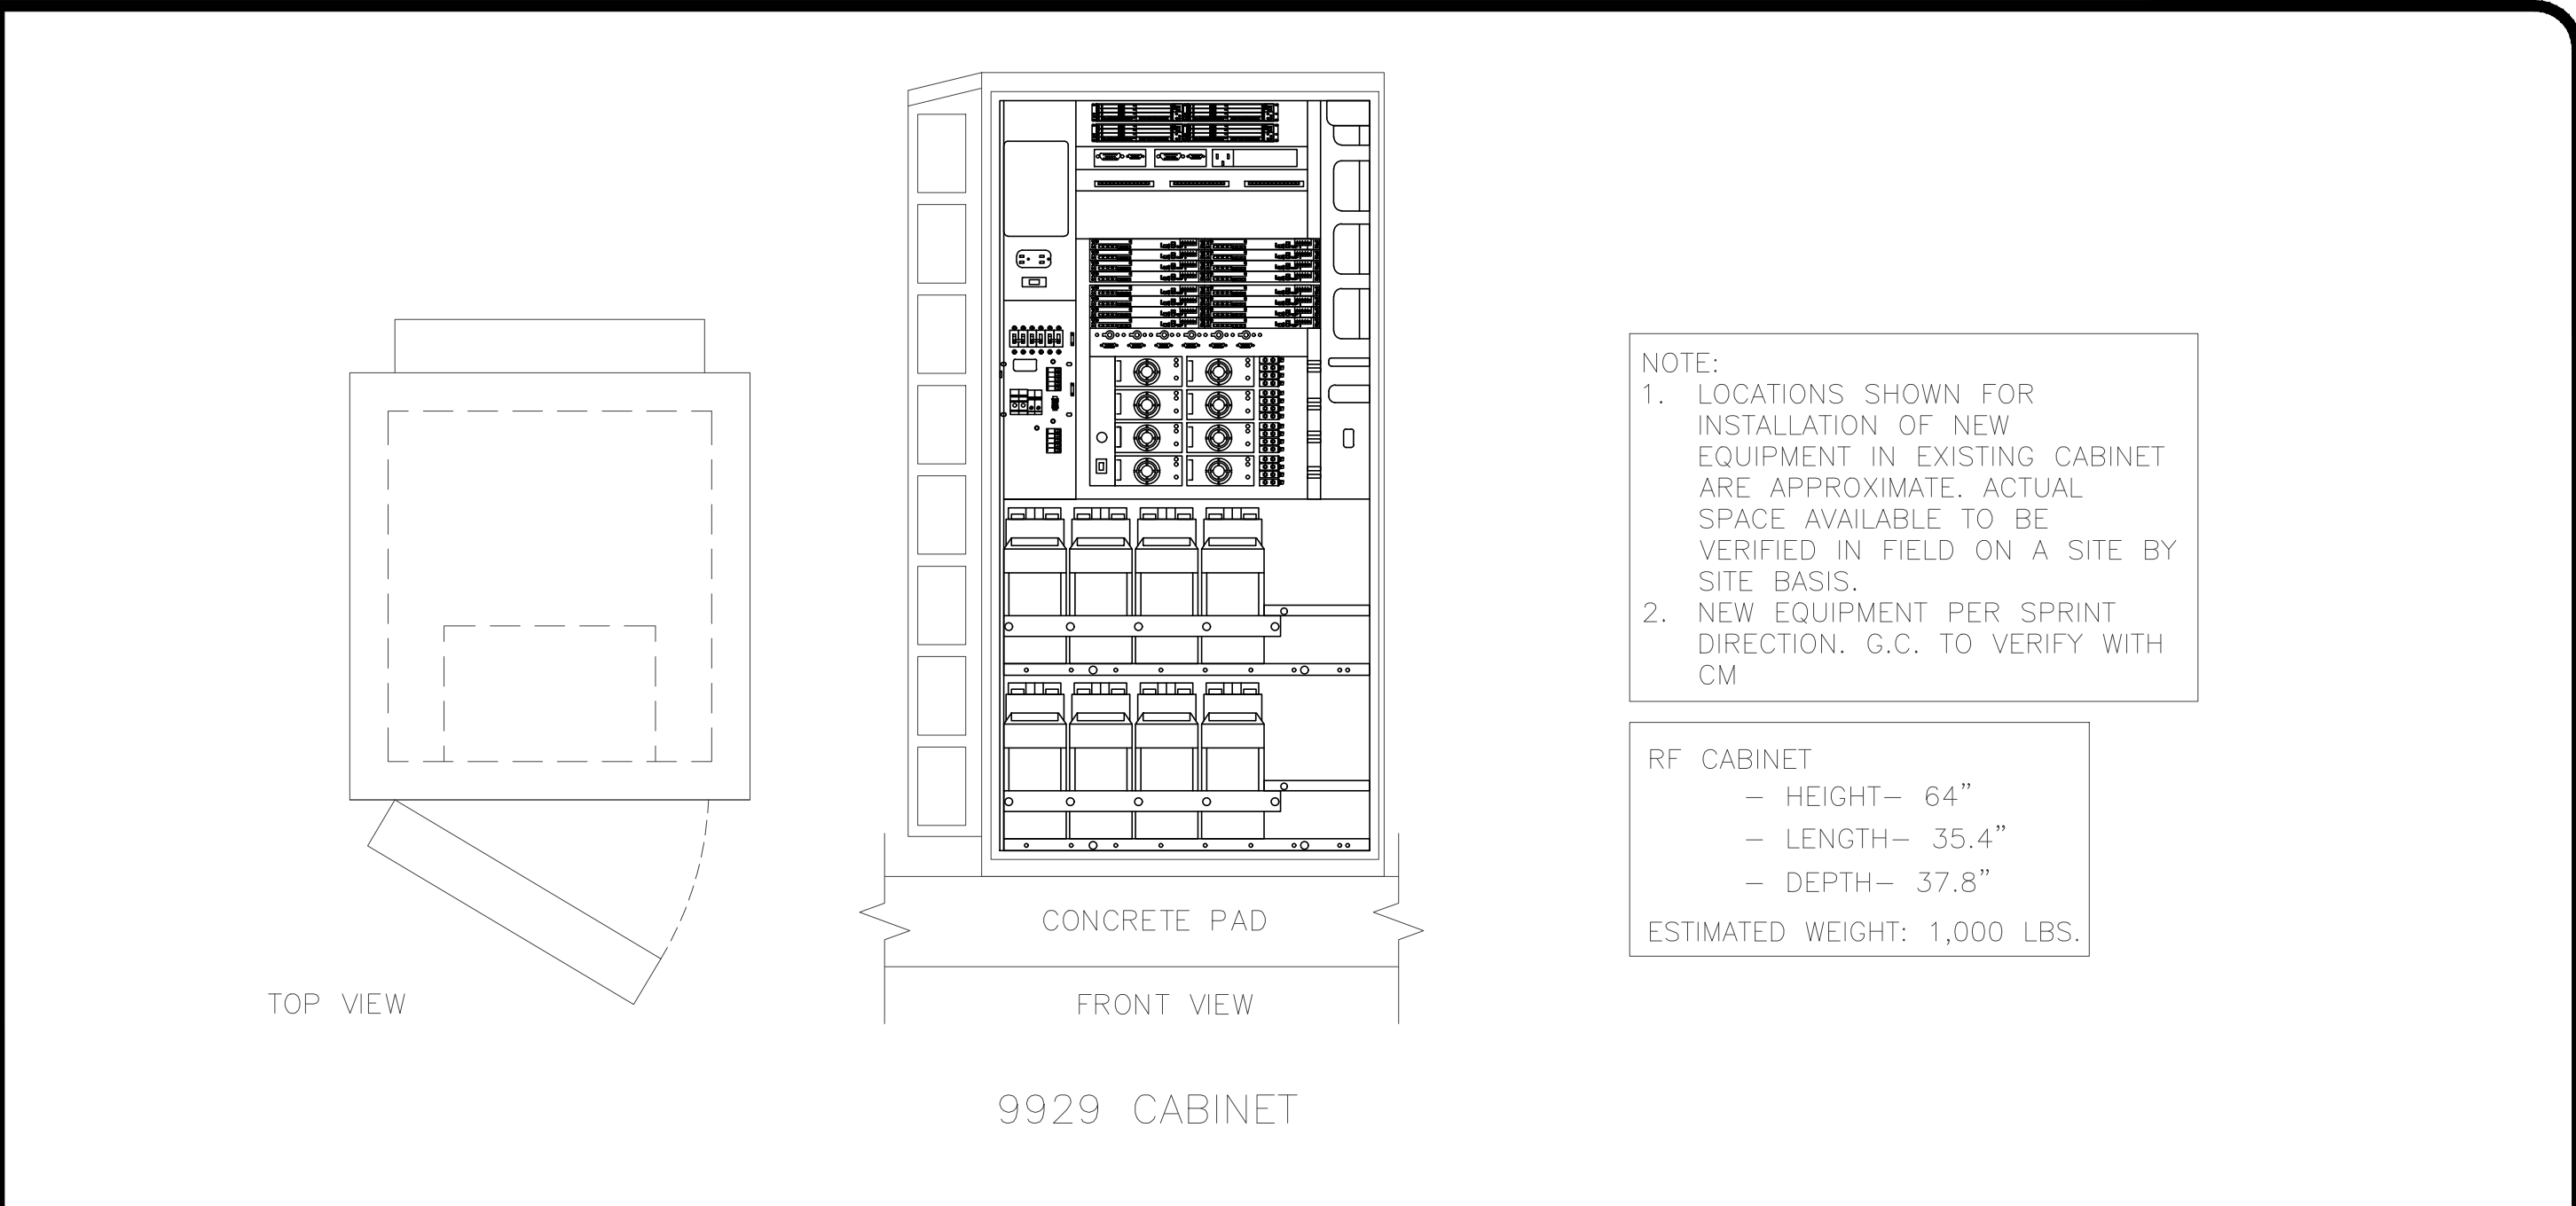 NOTE:
1. LOCATIONS SHOWN FOR
INSTALLATION OF NEW
EQUIPMENT IN EXISTING CABINET
ARE APPROXIMATE. ACTUAL
SPACE AVAILABLE TO BE
VERIFIED IN FIELD ON A SITE BY
SITE BASIS.
2. NEW EQUIPMENT PER SPRINT
DIRECTION. G.C. TO VERIFY WITH
CM
RF CABINET
– HEIGHT– 64”
– LENGTH– 35.4”
– DEPTH– 37.8”
ESTIMATED WEIGHT: 1,000 LBS.
CONCRETE PAD
TOP VIEW
FRONT VIEW
9929 CABINET